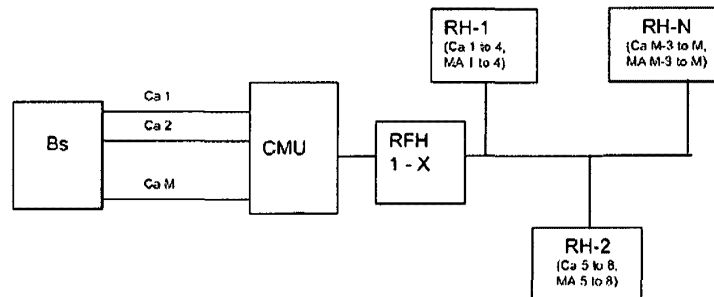 RH-1
(Ca 1 to 4,
MA 1 to 4)
RH-N
(Ca M-3 to M,
MA M-3 to M)
Ca 1
Ca 2
Ca M
Bs
CMU
RFH
1 - X
RH-2
(Ca 5 to 8,
MA 5 to 8)